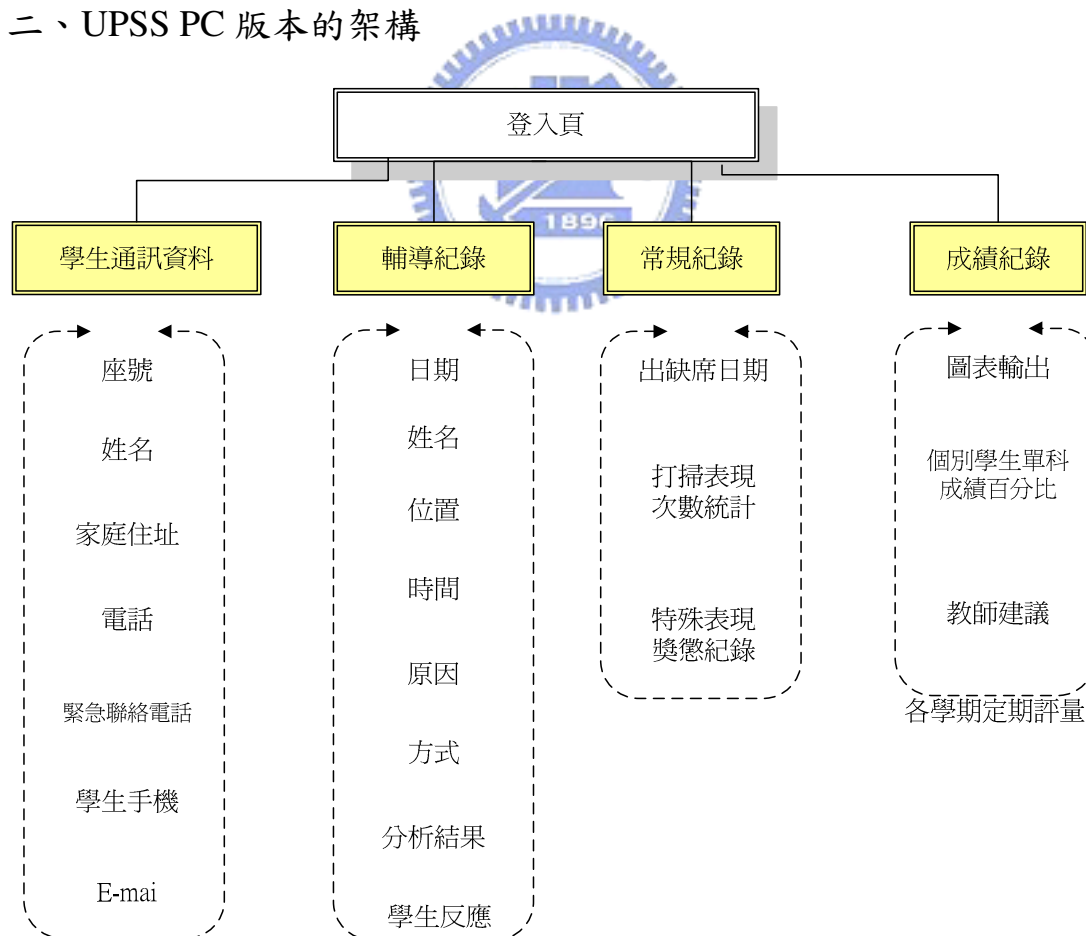 二、UPSS PC 版本的架構
登入頁
1896
學生通訊資料
座號
姓名
家庭住址
電話
緊急聯絡電話
學生手機
E-mai
輔導紀錄
日期
姓名
位置
時間
原因
方式
分析結果
學生反應
常規紀錄
出缺席日期
打掃表現
次數統計
特殊表現
獎懲紀錄
成績紀錄
圖表輸出
個別學生單科
成績百分比
教師建議
各學期定期評量